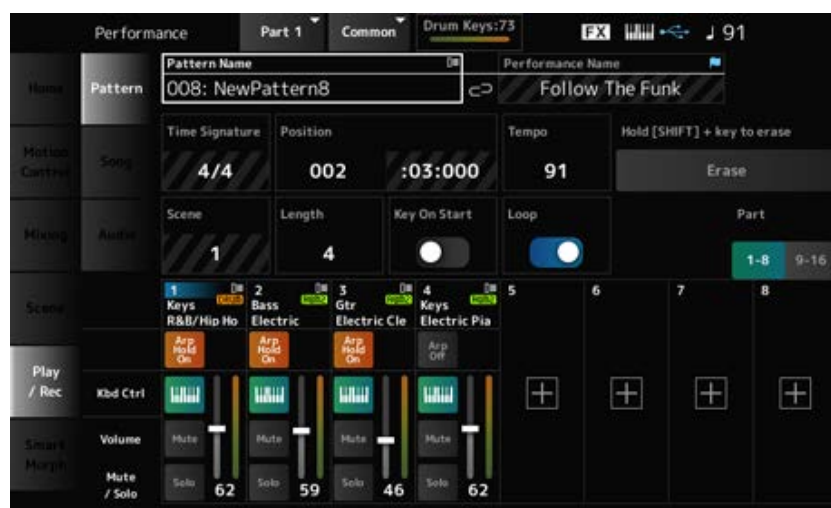 Performance
Part 1
Common
Drum Keys:73
FX
♩ 91
Home
Pattern
Pattern Name
008: NewPattern8
Performance Name
Follow The Funk
Motion
Control
Song
Time Signature
4/4
Position
002 :03:000
Tempo
91
Hold [SHIFT] + key to erase
Erase
Mixing
Audio
Scene
1
Length
4
Key On Start
Loop
Part
1-8 9-16
Scene
1
Keys
R&B/Hip Ho
2
Bass
Electric
3
Gtr
Electric Cle
4
Keys
Electric Pia
5
6
7
8
Arp
Hold
On
Arp
Hold
On
Arp
Hold
On
Arp
Off
Play
/ Rec
Kbd Ctrl
Smart
Morph
Volume
Mute
Mute
Mute
Mute
Mute
/ Solo
Solo
62
Solo
59
Solo
46
Solo
62